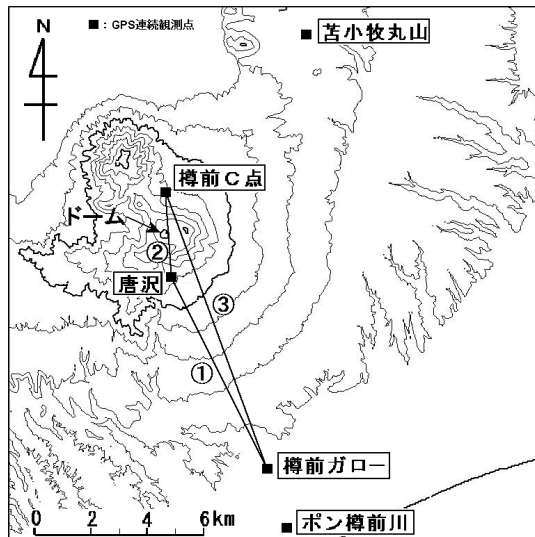 ■：GPS連続観測点
N
苫小牧丸山
樽前C点
ドーム
②
唐沢
③
①
樽前ガロー
ポン樽前川
0 2 4 6km